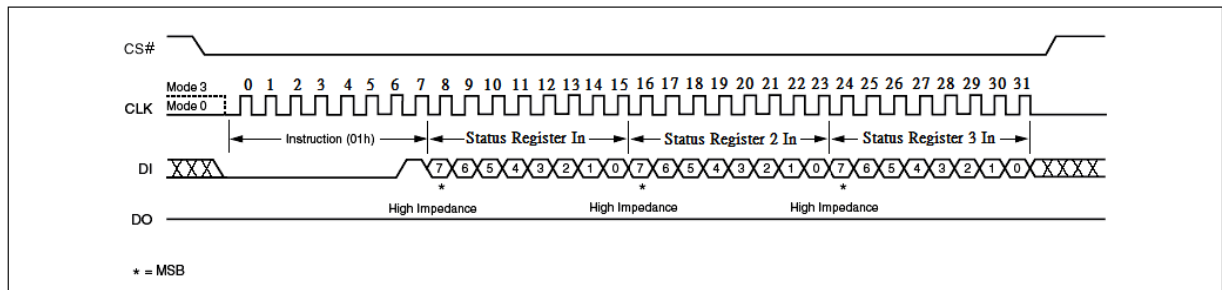 CS#
Mode 3
0 1 2 3 4 5 6 7 8 9 10 11 12 13 14 15 16 17 18 19 20 21 22 23 24 25 26 27 28 29 30 31
CLK
Mode 0
Instruction (01h) Status Register In Status Register 2 In Status Register 3 In
DI 7 6 5 4 3 2 1 0 7 6 5 4 3 2 1 0 7 6 5 4 3 2 1 0
* * *
High Impedance High Impedance High Impedance
DO
* = MSB